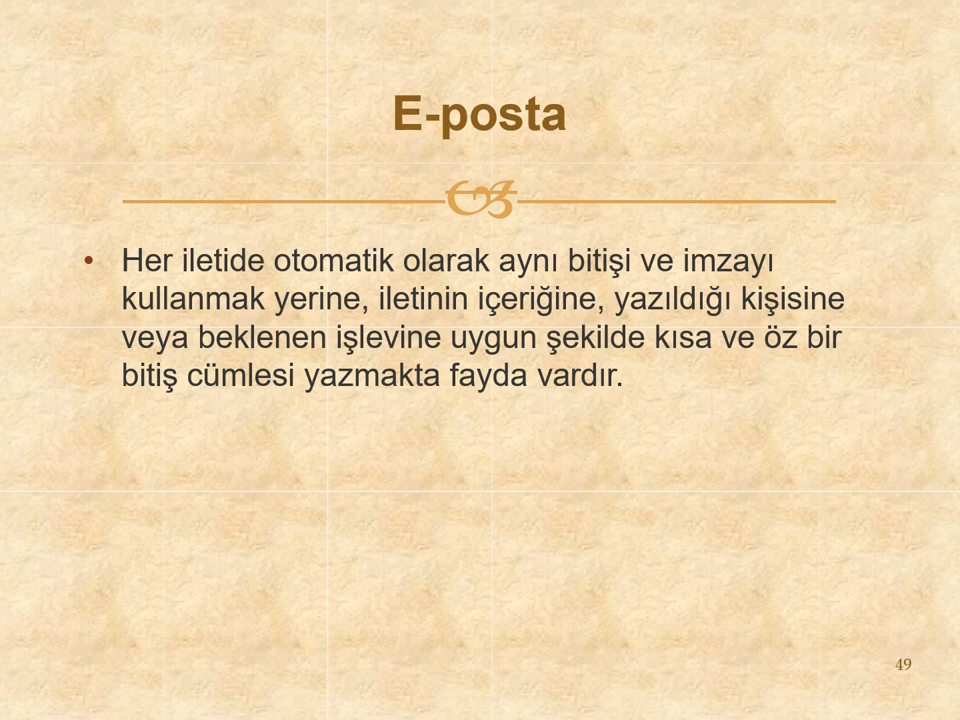 E-posta
• Her iletide otomatik olarak aynı bitişi ve imzayı
kullanmak yerine, iletinin içeriğine, yazıldığı kişisine
veya beklenen işlevine uygun şekilde kısa ve öz bir
bitiş cümlesi yazmakta fayda vardır.
49